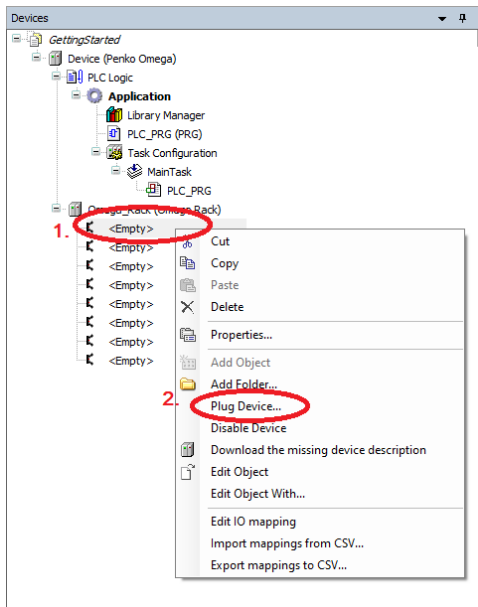 Devices
GettingStarted
Device (Penko Omega)
PLC Logic
Application
Library Manager
PLC_PRG (PRG)
Task Configuration
MainTask
PLC_PRG
Omega_Rack (Omega Rack)
1.
<Empty>
<Empty>
<Empty>
<Empty>
<Empty>
<Empty>
<Empty>
<Empty>
Cut
Copy
Paste
Delete
Properties...
Add Object
Add Folder...
2.
Plug Device...
Disable Device
Download the missing device description
Edit Object
Edit Object With...
Edit IO mapping
Import mappings from CSV...
Export mappings to CSV...